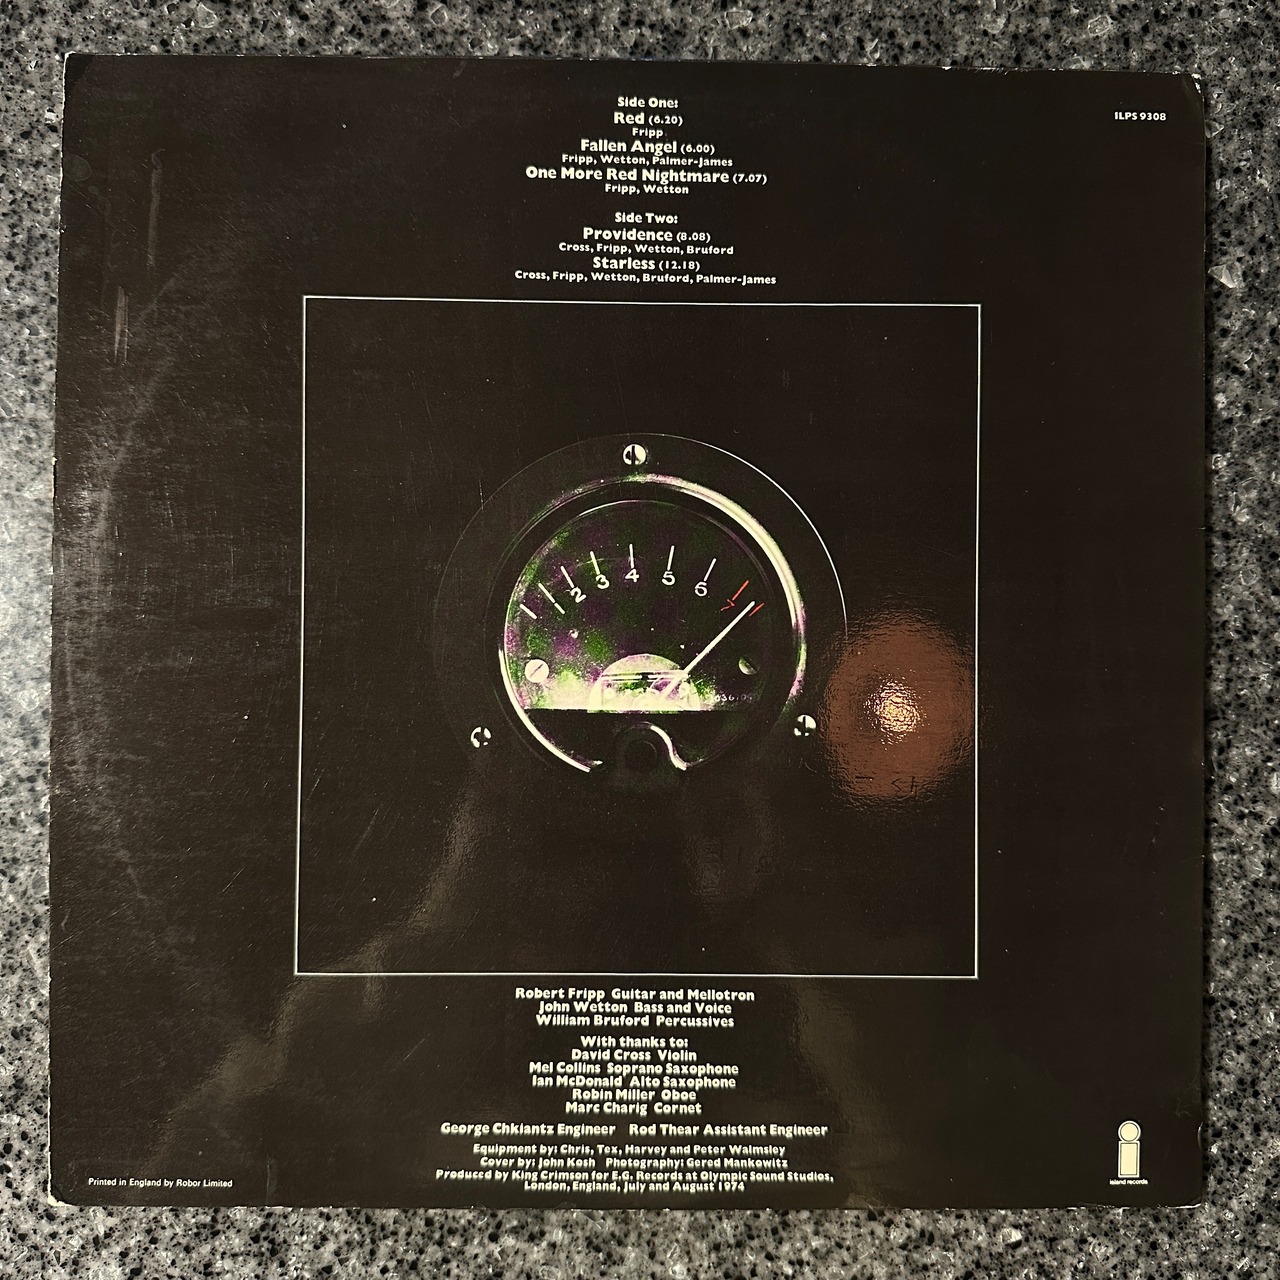 Side One:
Red (6.20)
Fripp
Fallen Angel (6.00)
Fripp, Wetton, Palmer-James
One More Red Nightmare (7.07)
Fripp, Wetton
Side Two:
Providence (8.08)
Cross, Fripp, Wetton, Bruford
Starless (12.18)
Cross, Fripp, Wetton, Bruford, Palmer-James
ILPS 9308
2 3 4 5 6 7
Robert Fripp Guitar and Mellotron
John Wetton Bass and Voice
William Bruford Percussives
With thanks to:
David Cross Violin
Mel Collins Soprano Saxophone
Ian McDonald Alto Saxophone
Robin Miller Oboe
Marc Charig Cornet
George Chkiantz Engineer Rod Thear Assistant Engineer
Equipment by: Chris, Tex, Harvey and Peter Walmsley
Cover by: John Kosh Photography: Gered Mankowitz
Produced by King Crimson for E.G. Records at Olympic Sound Studios,
London, England, July and August 1974
Printed in England by Robor Limited
island records